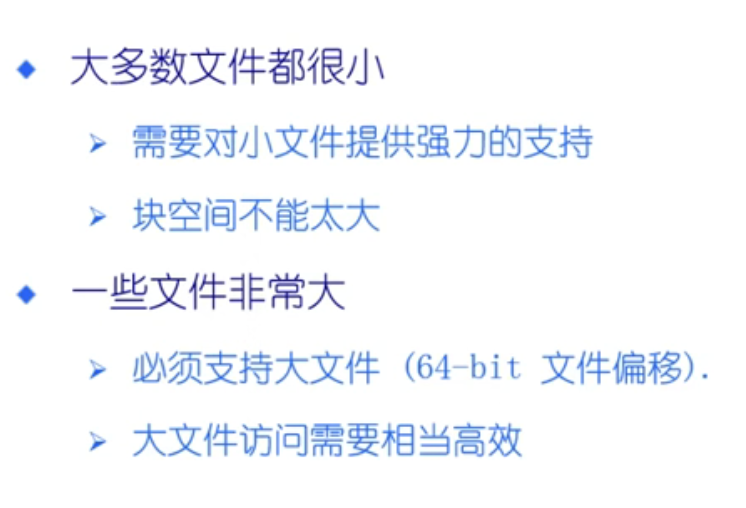 大多数文件都很小
需要对小文件提供强力的支持
块空间不能太大
一些文件非常大
必须支持大文件 (64-bit 文件偏移).
大文件访问需要相当高效